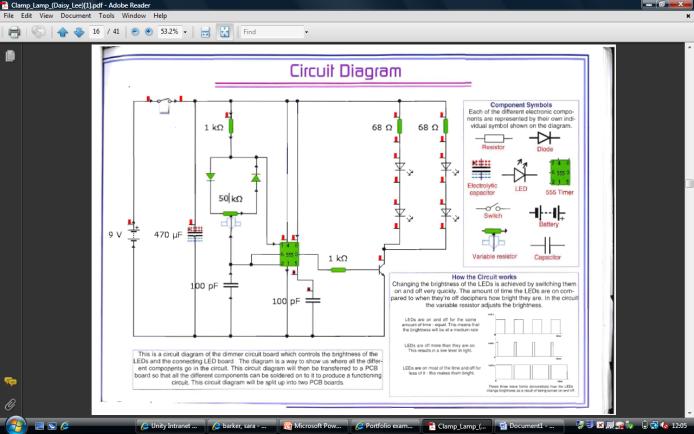 Clamp_Lamp_(Daisy_Lee)[1].pdf - Adobe Reader
File Edit View Document Tools Window Help
16 / 41
53.2%
Find
Circuit Diagram
1 kΩ
68 Ω
68 Ω
50 kΩ
9 V
470 µF
555
1 kΩ
100 pF
100 pF
Component Symbols
Each of the different electronic compo-
nents are represented by their own indi-
vidual symbol shown on the diagram.
Resistor
Diode
Electrolytic
capacitor
LED
555
555 Timer
Switch
Battery
Variable resistor
Capacitor
How the Circuit works
Changing the brightness of the LEDs is achieved by switching them
on and off very quickly. The amount of time the LEDs are on com-
pared to when they're off deciphers how bright they are. In the circuit
the variable resistor adjusts the brightness.
LEDs are on and off for the same
amount of time - equal. This means that
the brightness will be at a medium rate
LEDs are off more than they are on.
This results in a low level in light.
LEDs are on most of the time and off for
less of it - this makes them bright.
These three wave forms demonstrate how the LEDs
change brightness as a result of being turned on and off.
This is a circuit diagram of the dimmer circuit board which controls the brightness of the
LEDs and the connecting LED board. The diagram is a way to show us where all the differ-
ent components go in the circuit. This circuit diagram will then be transferred to a PCB
board so that all the different components can be soldered on to it to produce a functioning
circuit. This circuit diagram will be split up into two PCB boards.
Unity Intranet ...
barker, sara - ...
Microsoft Pow...
Portfolio exam...
Clamp_Lamp_(...
Document1 - ...
12:05